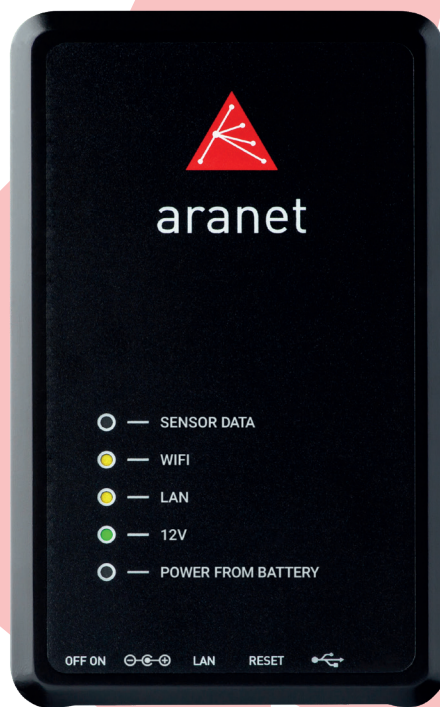 aranet
SENSOR DATA
WIFI
LAN
12V
POWER FROM BATTERY
OFF ON LAN RESET